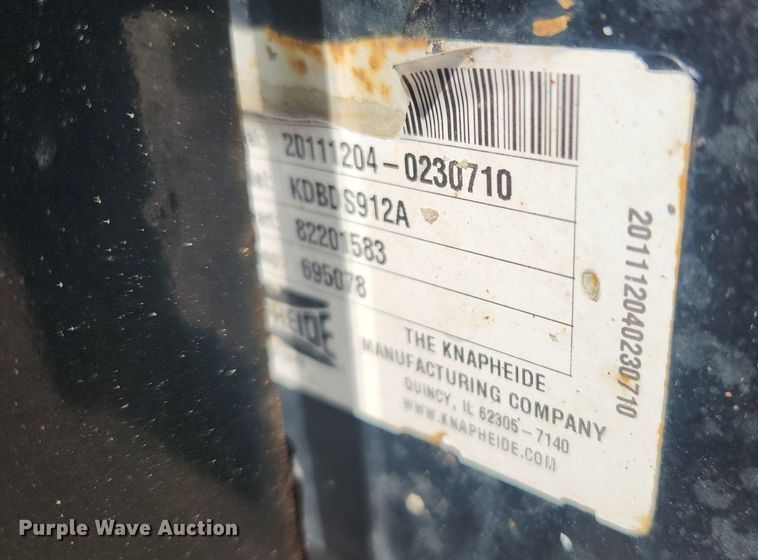 20111204-0230710
KDBDS912A
82201583
695078
THE KNAPHEIDE
MANUFACTURING COMPANY
QUINCY, IL 62305-7140
WWW.KNAPHEIDE.COM
201112040230710
Purple Wave Auction